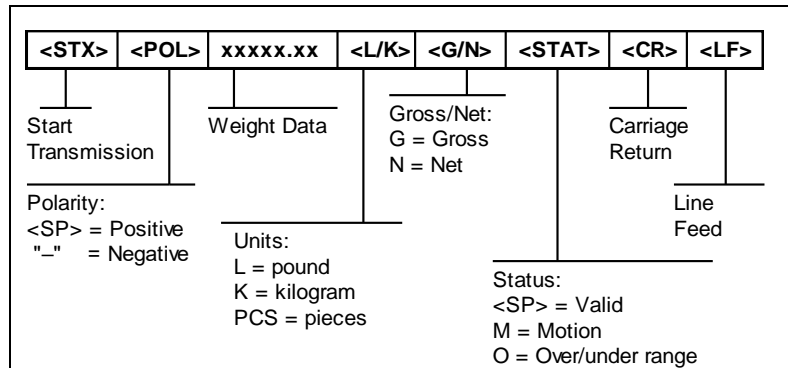 <STX> <POL> xxxxx.xx <L/K> <G/N> <STAT> <CR> <LF>
Start
Transmission
Weight Data
Gross/Net:
G = Gross
N = Net
Carriage
Return
Polarity:
<SP> = Positive
"–" = Negative
Units:
L = pound
K = kilogram
PCS = pieces
Line
Feed
Status:
<SP> = Valid
M = Motion
O = Over/under range